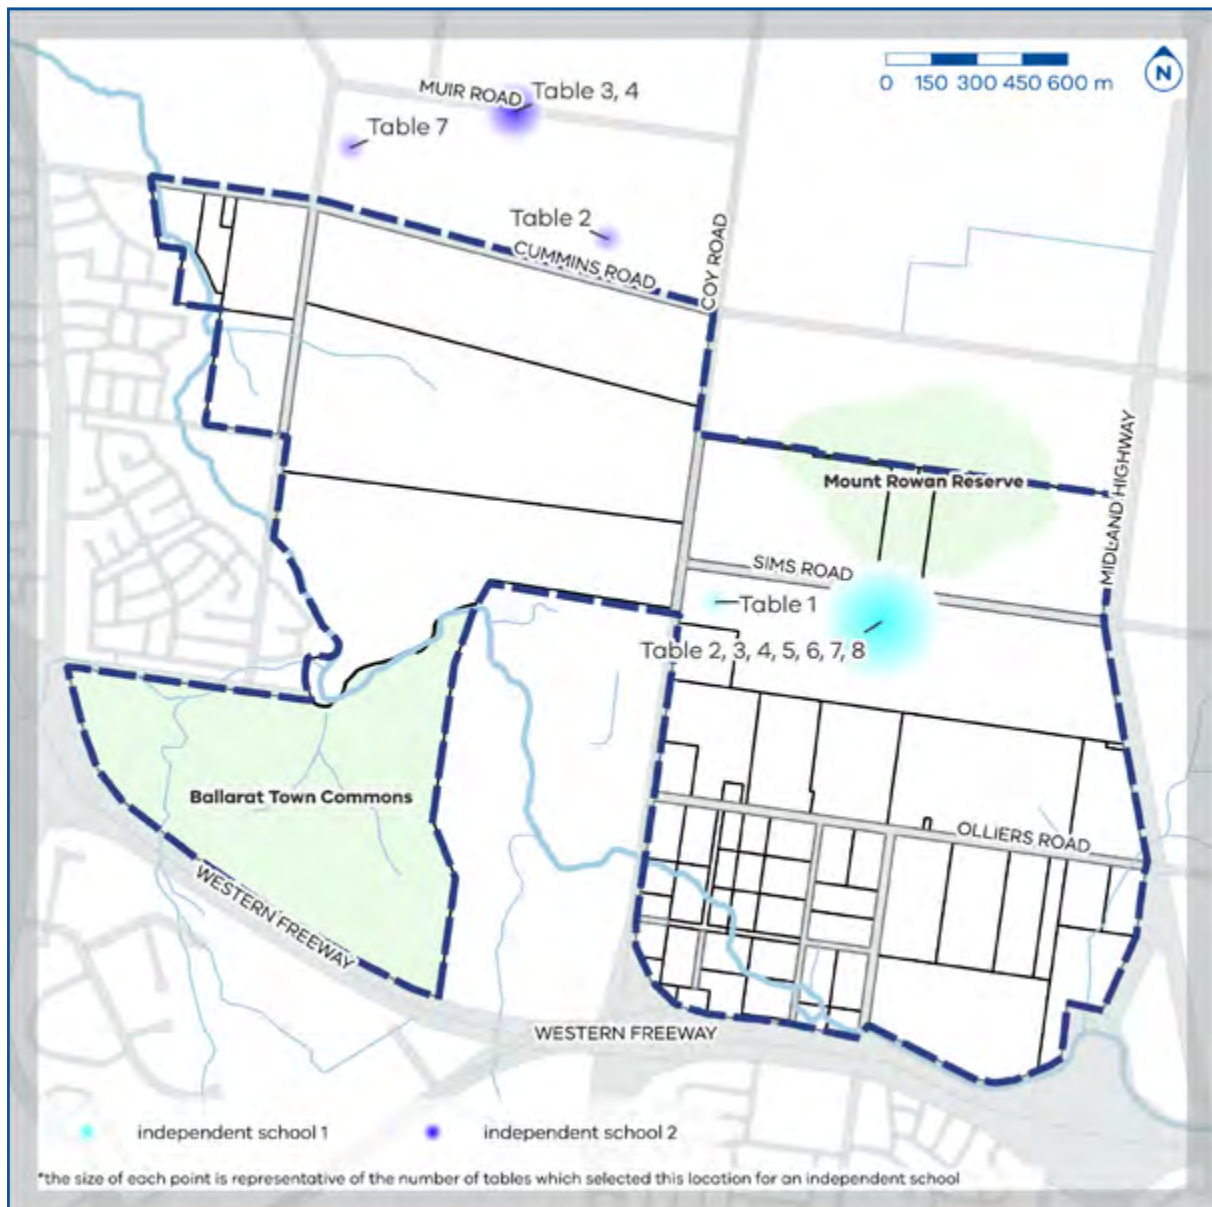 MUIR ROAD
Table 3, 4
0 150 300 450 600 m
N
Table 7
Table 2
CUMMINS ROAD
COY ROAD
MIDLAND HIGHWAY
Mount Rowan Reserve
SIMS ROAD
Table 1
Table 2, 3, 4, 5, 6, 7, 8
Ballarat Town Commons
OLLIERS ROAD
WESTERN FREEWAY
WESTERN FREEWAY
independent school 1
independent school 2
*the size of each point is representative of the number of tables which selected this location for an independent school